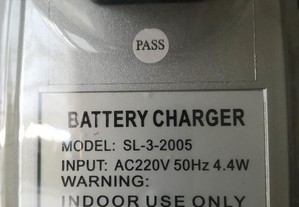 PASS
BATTERY CHARGER
MODEL: SL-3-2005
INPUT: AC220V 50Hz 4.4W
WARNING:
INDOOR USE ONLY